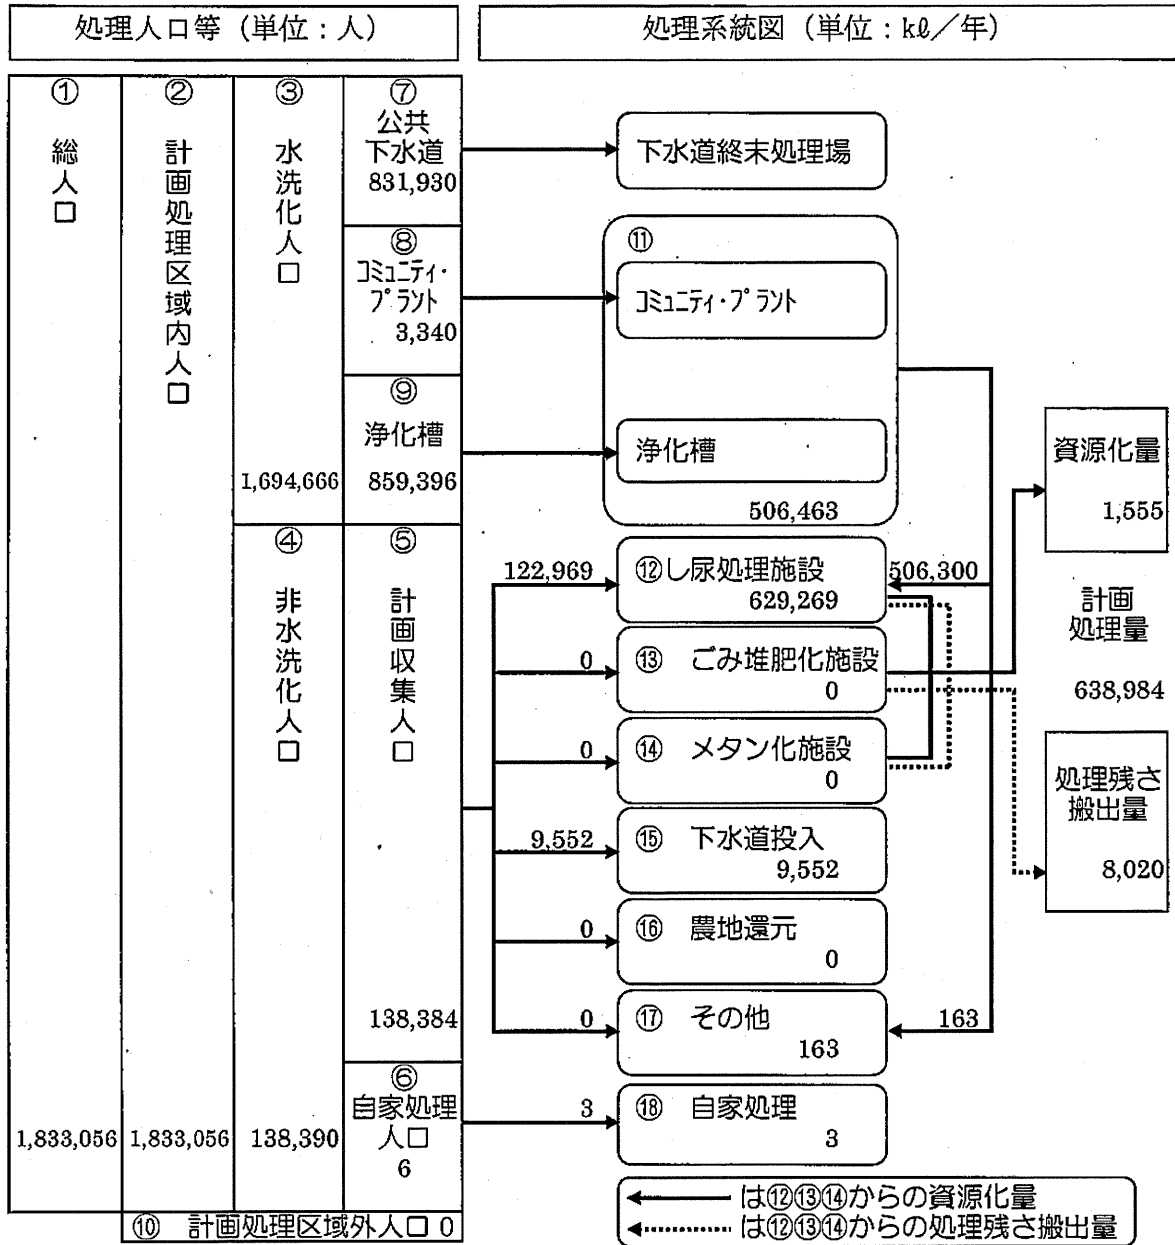 処理人口等（単位：人）
処理系統図（単位：kℓ／年）
①
総人口
1,833,056
②
計画処理区域内人口
1,833,056
③
水洗化人口
1,694,666
④
非水洗化人口
138,390
⑦
公共
下水道
831,930
⑧
コミュニティ・
プラント
3,340
⑨
浄化槽
859,396
⑤
計画収集人口
138,384
⑥
自家処理
人口
6
⑩ 計画処理区域外人口 0
下水道終末処理場
⑪
コミュニティ・プラント
浄化槽
506,463
122,969
⑫し尿処理施設
629,269
506,300
0
⑬ ごみ堆肥化施設
0
0
⑭ メタン化施設
0
9,552
⑮ 下水道投入
9,552
0
⑯ 農地還元
0
0
⑰ その他
163
163
3
⑱ 自家処理
3
資源化量
1,555
計画
処理量
638,984
処理残さ
搬出量
8,020
は⑫⑬⑭からの資源化量
は⑫⑬⑭からの処理残さ搬出量